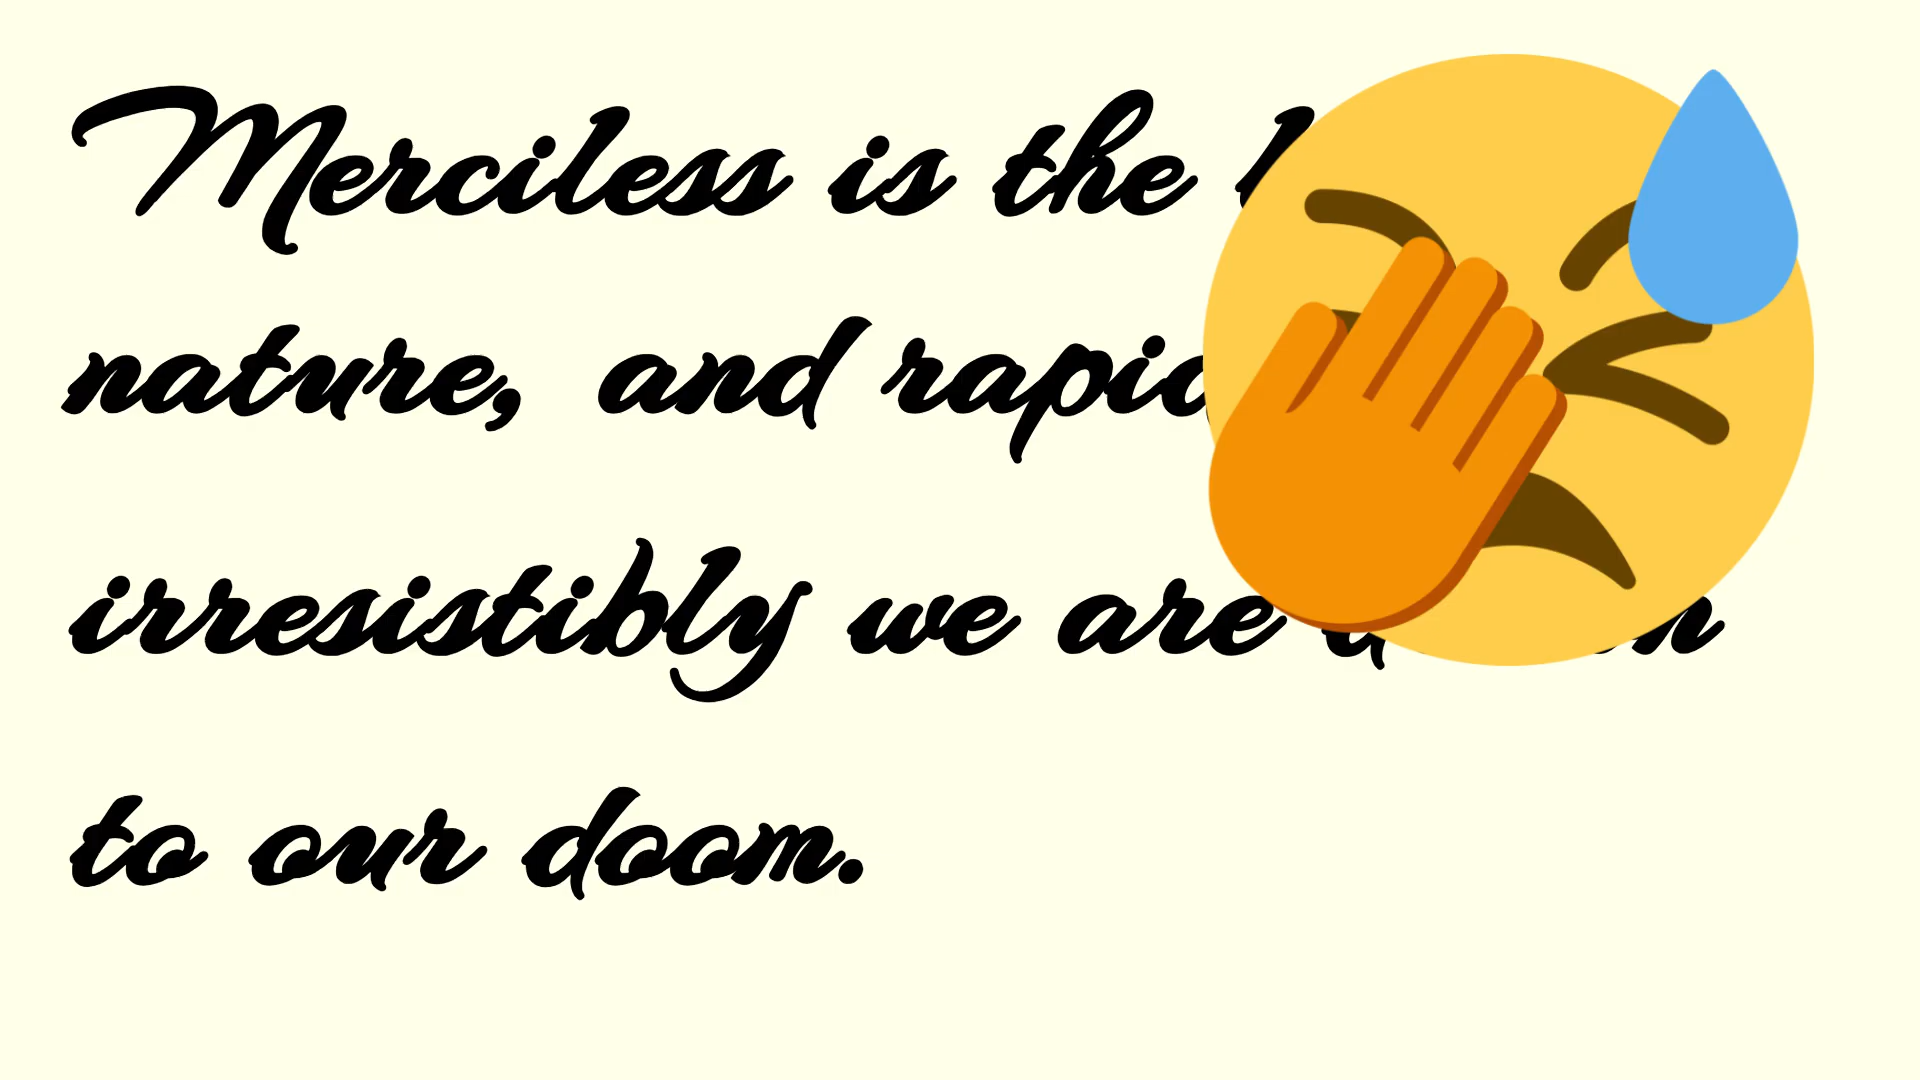 Merciless is the
nature, and
irresistibly we are
to our doom.